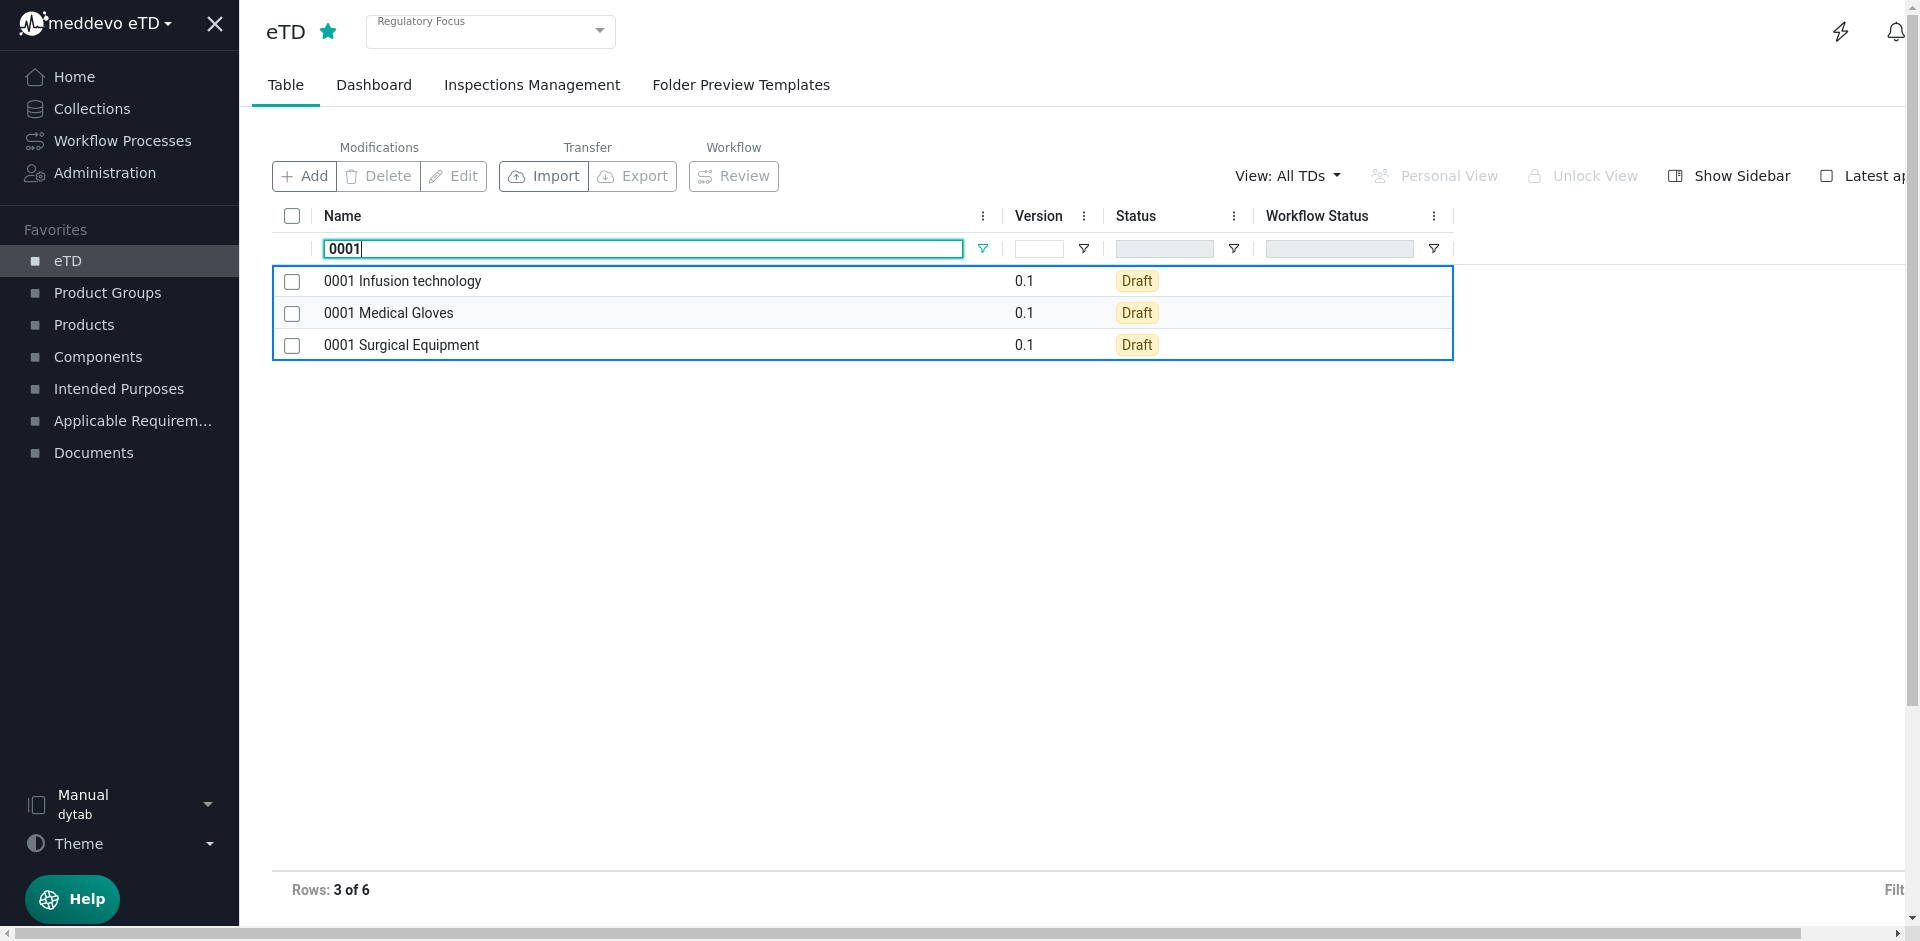 meddevo eTD
Home
Collections
Workflow Processes
Administration
Favorites
eTD
Product Groups
Products
Components
Intended Purposes
Applicable Requirem...
Documents
Manual
dytab
Theme
Help
eTD
Regulatory Focus
Table Dashboard Inspections Management Folder Preview Templates
Modifications Transfer Workflow
Add Delete Edit Import Export Review View: All TDs Personal View Unlock View Show Sidebar Latest ap
Name Version Status Workflow Status
0001
0001 Infusion technology 0.1 Draft
0001 Medical Gloves 0.1 Draft
0001 Surgical Equipment 0.1 Draft
Rows: 3 of 6 Filt